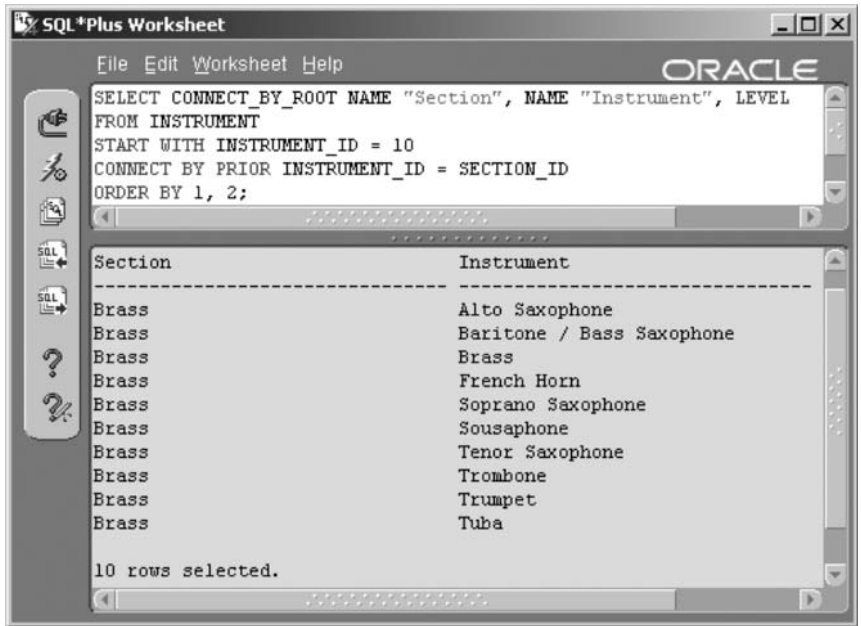 SQL*Plus Worksheet
File Edit Worksheet Help
ORACLE
SELECT CONNECT_BY_ROOT NAME "Section", NAME "Instrument", LEVEL
FROM INSTRUMENT
START WITH INSTRUMENT_ID = 10
CONNECT BY PRIOR INSTRUMENT_ID = SECTION_ID
ORDER BY 1, 2;
SQL
SQL
Section Instrument
-------------------------------- --------------------------------
Brass Alto Saxophone
Brass Baritone / Bass Saxophone
Brass Brass
Brass French Horn
Brass Soprano Saxophone
Brass Sousaphone
Brass Tenor Saxophone
Brass Trombone
Brass Trumpet
Brass Tuba
10 rows selected.